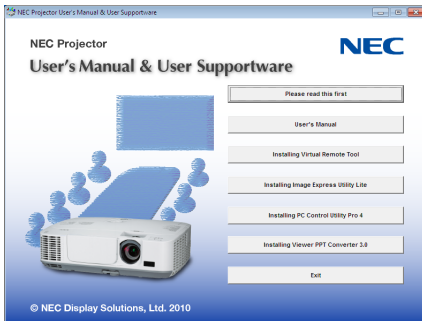 NEC Projector User's Manual & User Supportware
NEC Projector
NEC
User's Manual & User Supportware
Please read this first
User's Manual
Installing Virtual Remote Tool
Installing Image Express Utility Lite
Installing PC Control Utility Pro 4
Installing Viewer PPT Converter 3.0
Exit
© NEC Display Solutions, Ltd. 2010